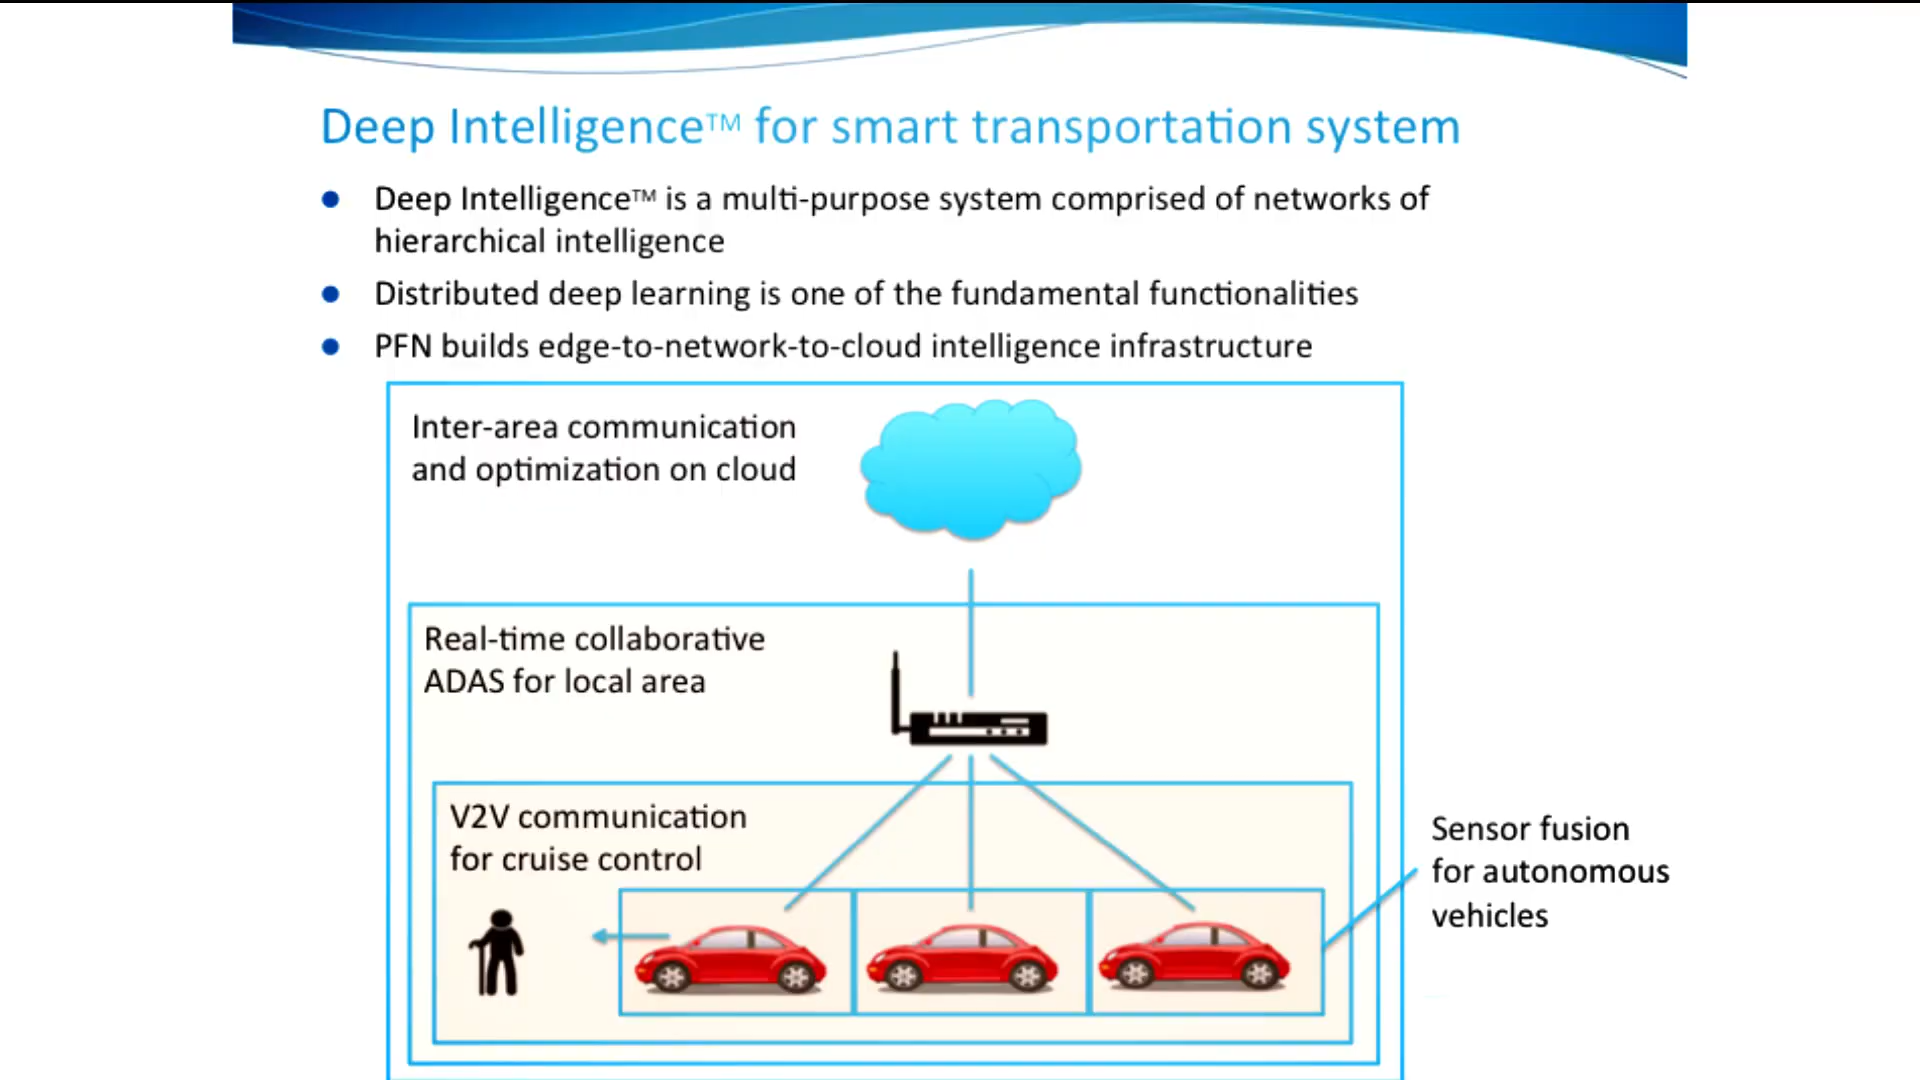 Deep Intelligence™ for smart transportation system
Deep Intelligence™ is a multi-purpose system comprised of networks of
hierarchical intelligence
Distributed deep learning is one of the fundamental functionalities
PFN builds edge-to-network-to-cloud intelligence infrastructure
Inter-area communication
and optimization on cloud
Real-time collaborative
ADAS for local area
V2V communication
for cruise control
Sensor fusion
for autonomous
vehicles